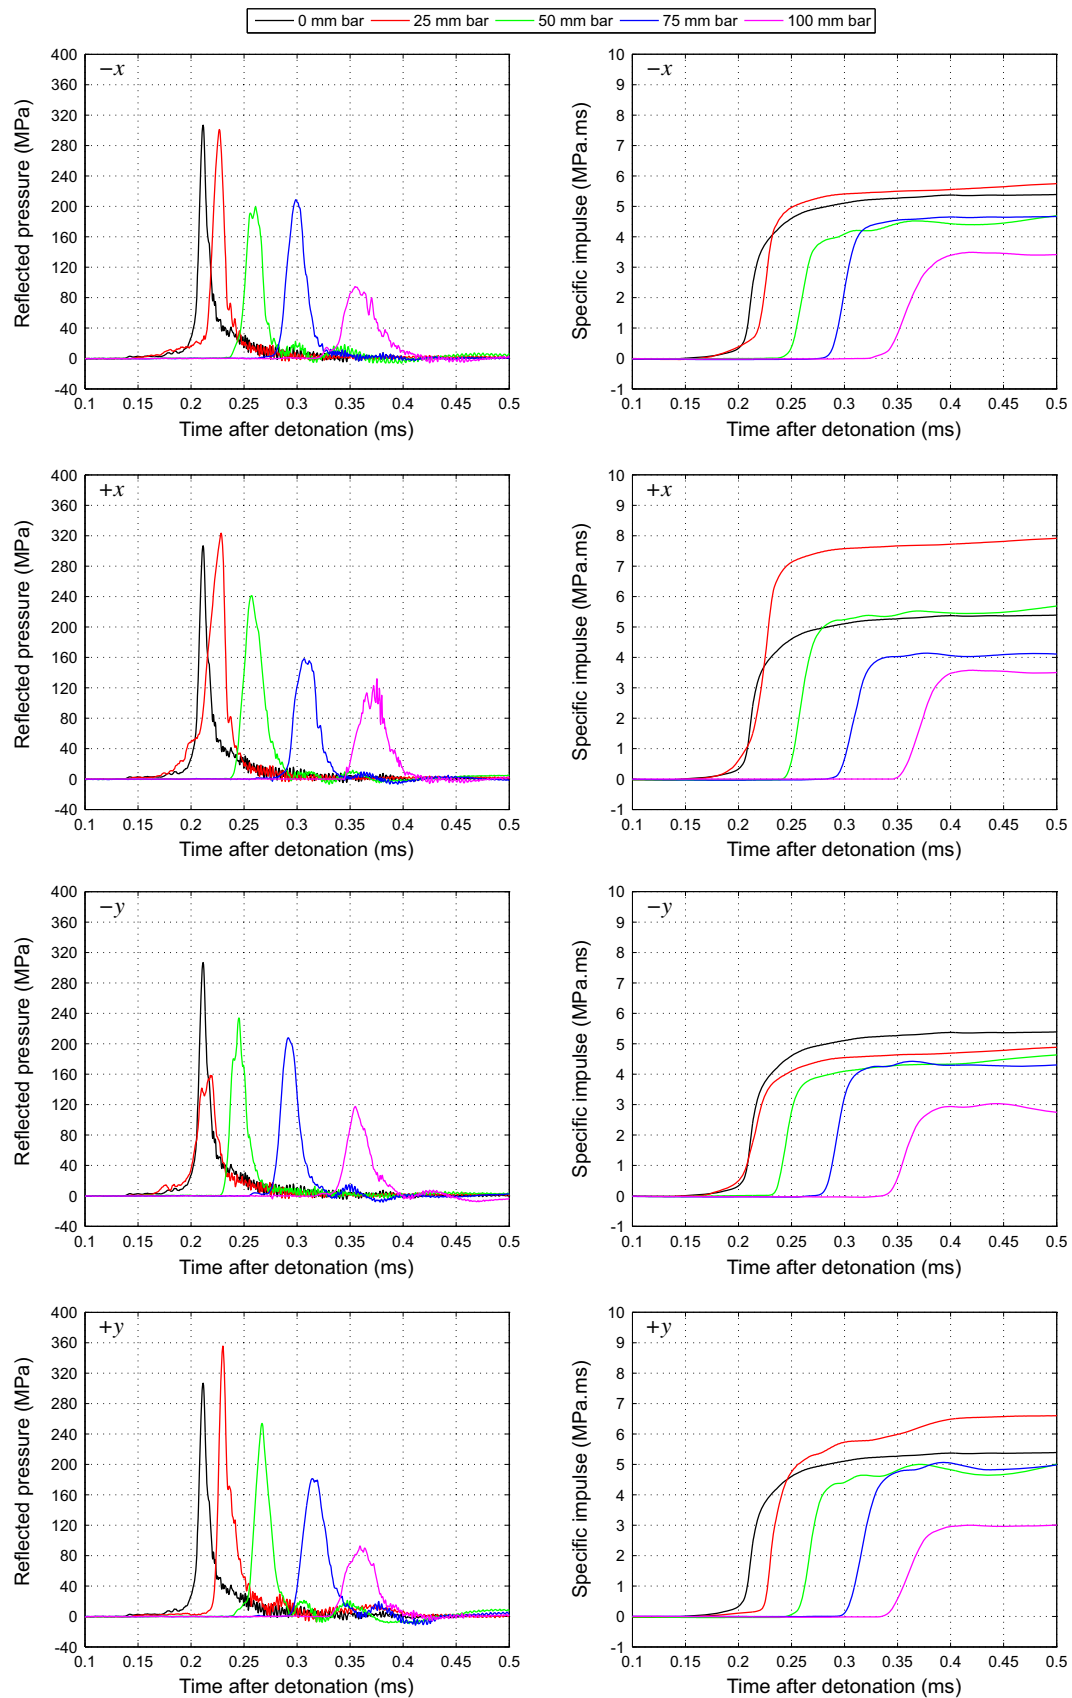 0 mm bar 25 mm bar 50 mm bar 75 mm bar 100 mm bar
−x
Reflected pressure (MPa)
400
360
320
280
240
200
160
120
80
40
0
-40
0.1 0.15 0.2 0.25 0.3 0.35 0.4 0.45 0.5
Time after detonation (ms)
−x
Specific impulse (MPa.ms)
10
9
8
7
6
5
4
3
2
1
0
-1
0.1 0.15 0.2 0.25 0.3 0.35 0.4 0.45 0.5
Time after detonation (ms)
+x
Reflected pressure (MPa)
400
360
320
280
240
200
160
120
80
40
0
-40
0.1 0.15 0.2 0.25 0.3 0.35 0.4 0.45 0.5
Time after detonation (ms)
+x
Specific impulse (MPa.ms)
10
9
8
7
6
5
4
3
2
1
0
-1
0.1 0.15 0.2 0.25 0.3 0.35 0.4 0.45 0.5
Time after detonation (ms)
−y
Reflected pressure (MPa)
400
360
320
280
240
200
160
120
80
40
0
-40
0.1 0.15 0.2 0.25 0.3 0.35 0.4 0.45 0.5
Time after detonation (ms)
−y
Specific impulse (MPa.ms)
10
9
8
7
6
5
4
3
2
1
0
-1
0.1 0.15 0.2 0.25 0.3 0.35 0.4 0.45 0.5
Time after detonation (ms)
+y
Reflected pressure (MPa)
400
360
320
280
240
200
160
120
80
40
0
-40
0.1 0.15 0.2 0.25 0.3 0.35 0.4 0.45 0.5
Time after detonation (ms)
+y
Specific impulse (MPa.ms)
10
9
8
7
6
5
4
3
2
1
0
-1
0.1 0.15 0.2 0.25 0.3 0.35 0.4 0.45 0.5
Time after detonation (ms)